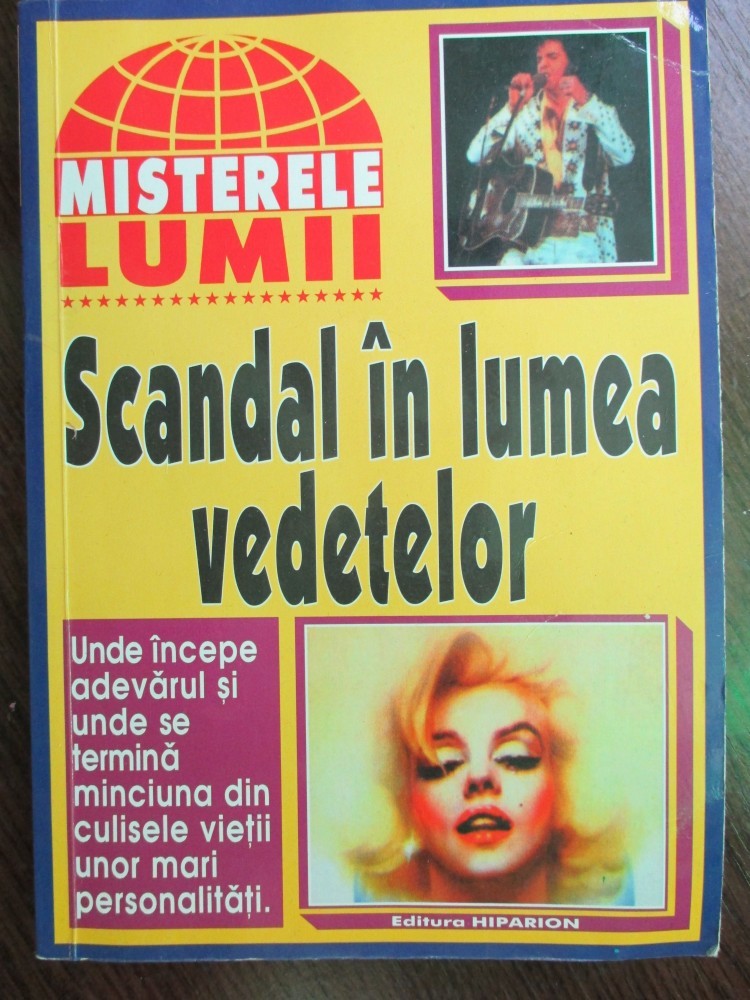 MISTERELE
LUMII
Scandal în lumea
vedetelor
Unde începe
adevărul și
unde se
termină
minciuna din
culisele vieții
unor mari
personalități.
Editura HIPARION